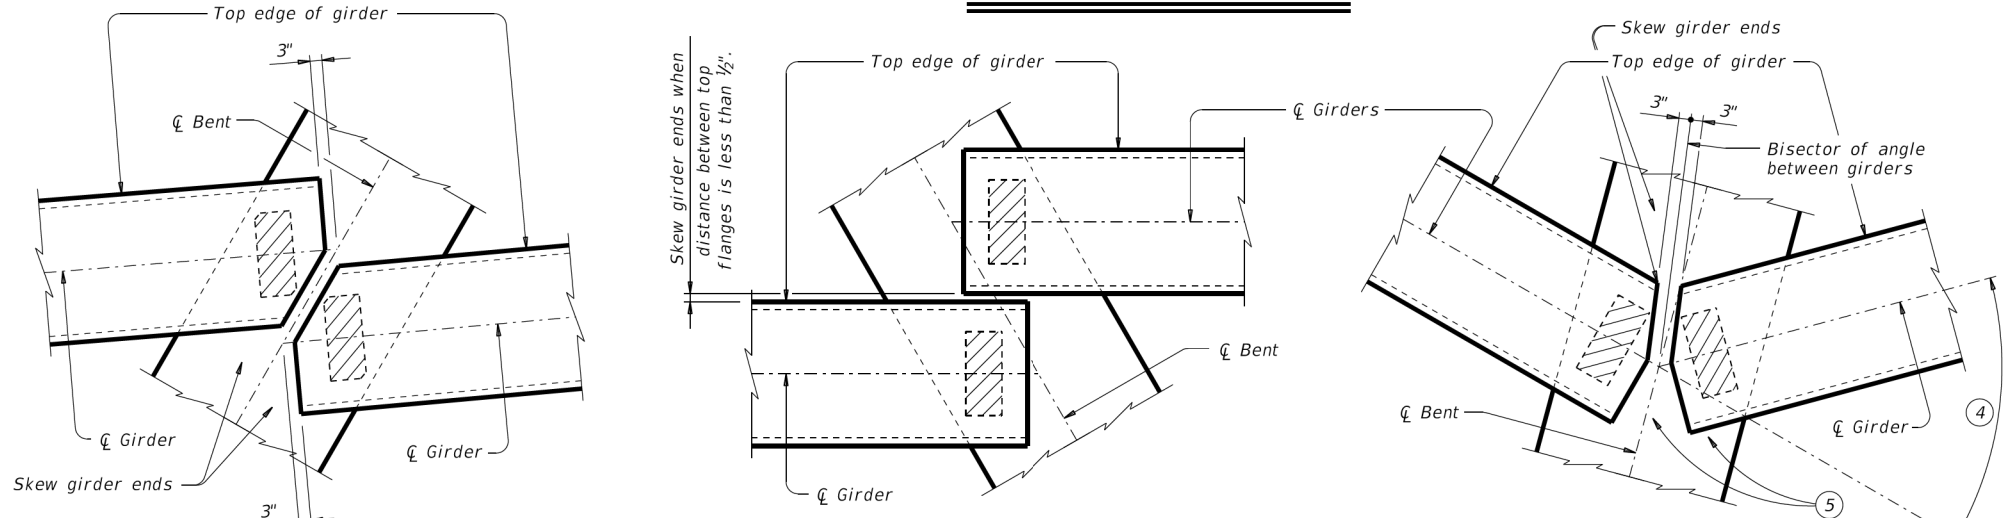 Top edge of girder
3"
℄ Bent
℄ Girder
℄ Girder
Skew girder ends
3"
Skew girder ends when
distance between top
flanges is less than ½".
Top edge of girder
℄ Girders
℄ Bent
℄ Girder
Skew girder ends
Top edge of girder
3"
3"
Bisector of angle
between girders
℄ Bent
℄ Girder
4
5